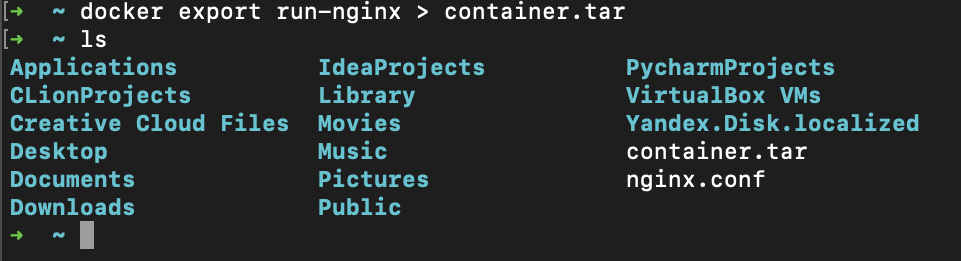 [➜  ~ docker export run-nginx > container.tar
[➜  ~ ls
Applications IdeaProjects PycharmProjects
CLionProjects Library VirtualBox VMs
Creative Cloud Files Movies Yandex.Disk.localized
Desktop Music container.tar
Documents Pictures nginx.conf
Downloads Public
➜  ~